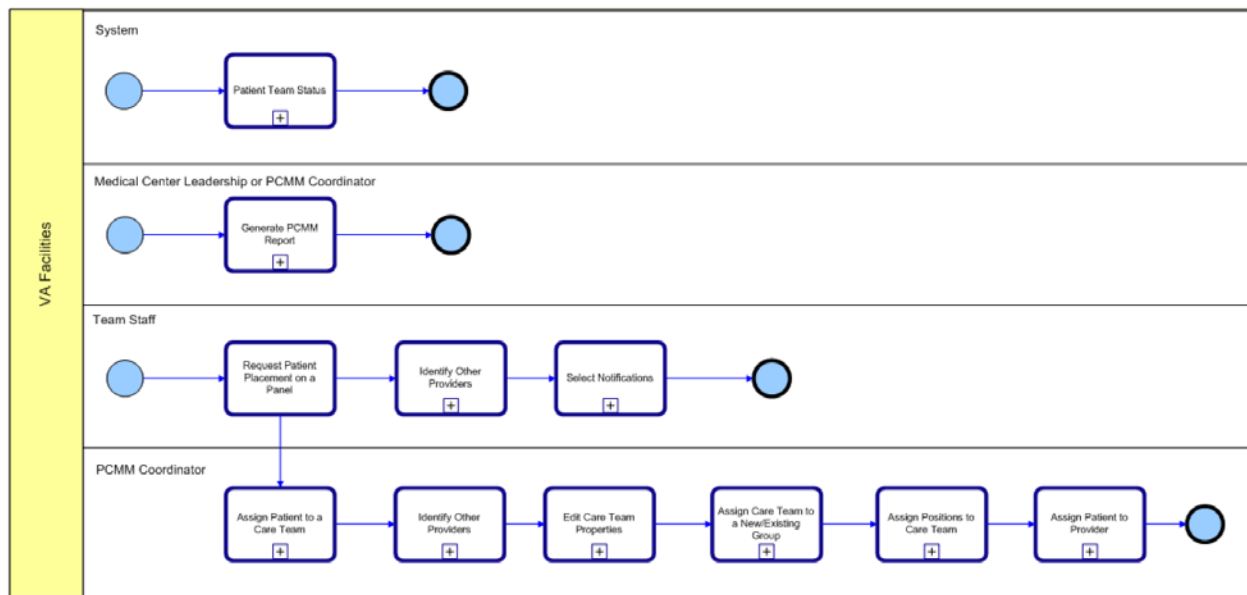 VA Facilities
System
Patient Team Status
Medical Center Leadership or PCMM Coordinator
Generate PCMM
Report
Team Staff
Request Patient
Placement on a
Panel
Identify Other
Providers
Select Notifications
PCMM Coordinator
Assign Patient to a
Care Team
Identify Other
Providers
Edit Care Team
Properties
Assign Care Team to
a New/Existing
Group
Assign Positions to
Care Team
Assign Patient to
Provider